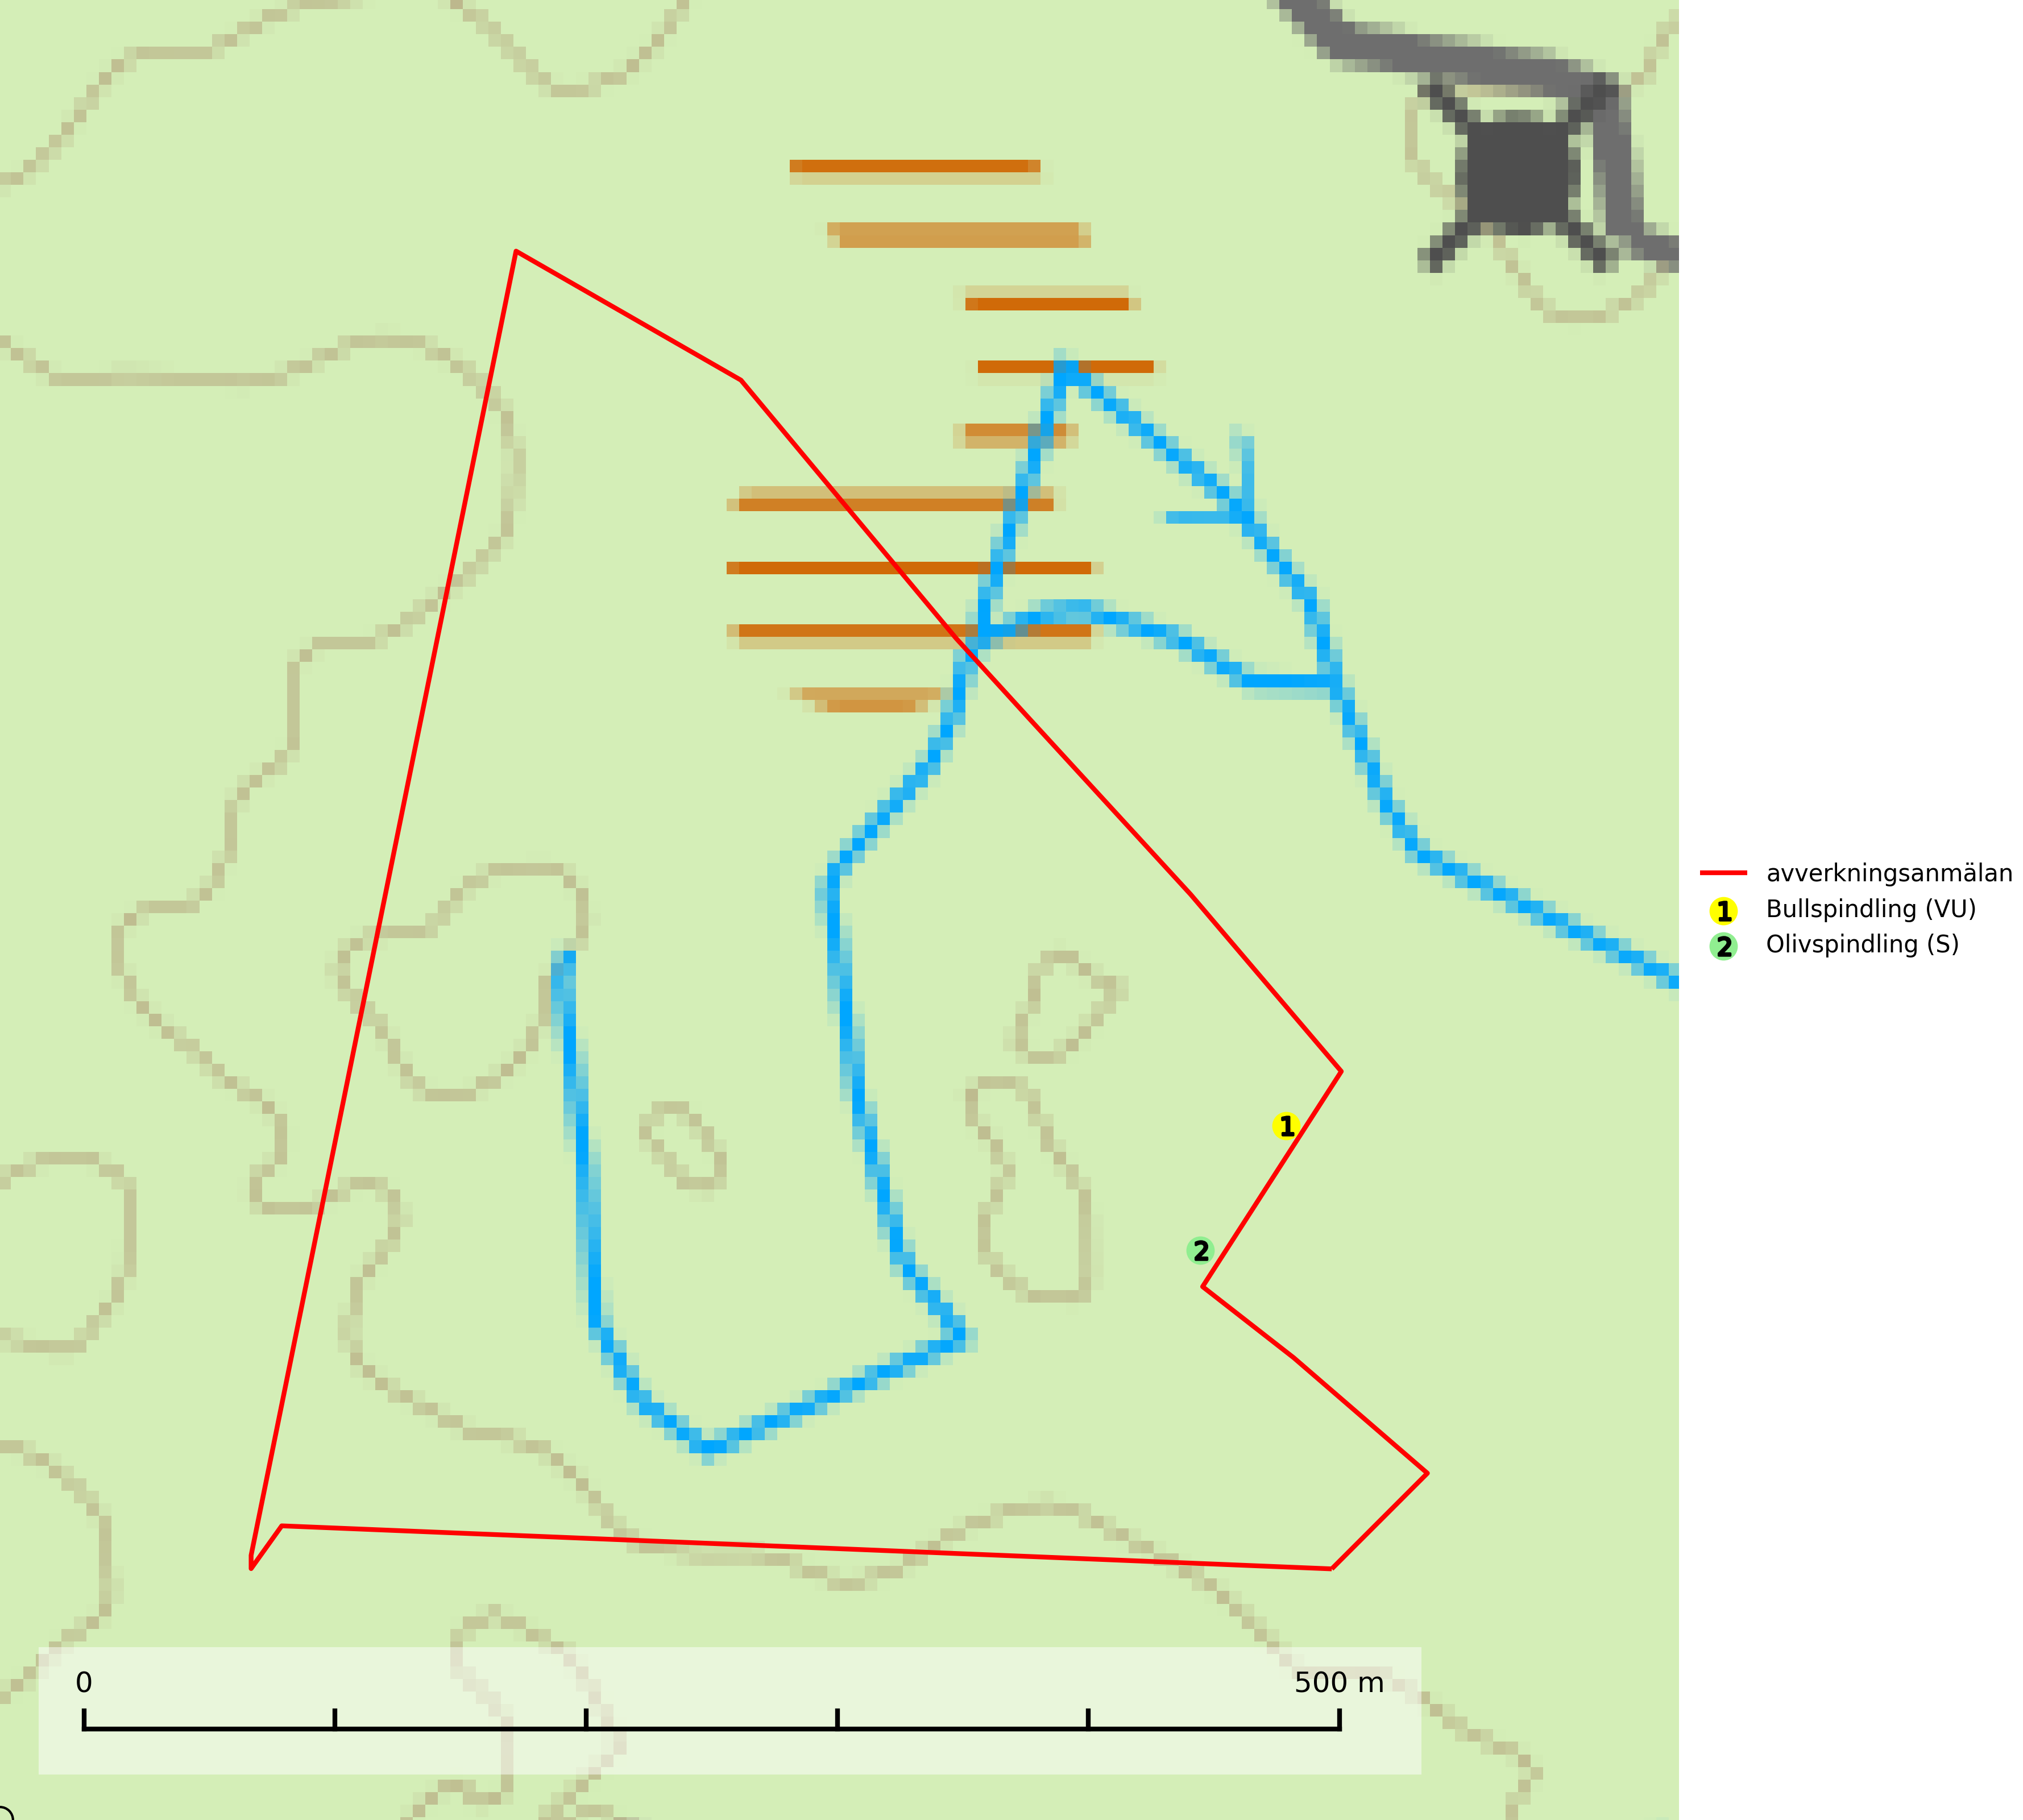 avverkningsanmälan
1 Bullspindling (VU)
2 Olivspindling (S)
1
2
0 500 m